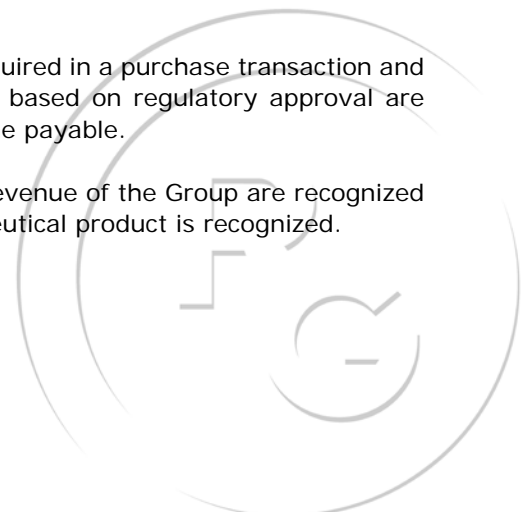 uired in a purchase transaction and
based on regulatory approval are
e payable.
evenue of the Group are recognized
eutical product is recognized.
PG